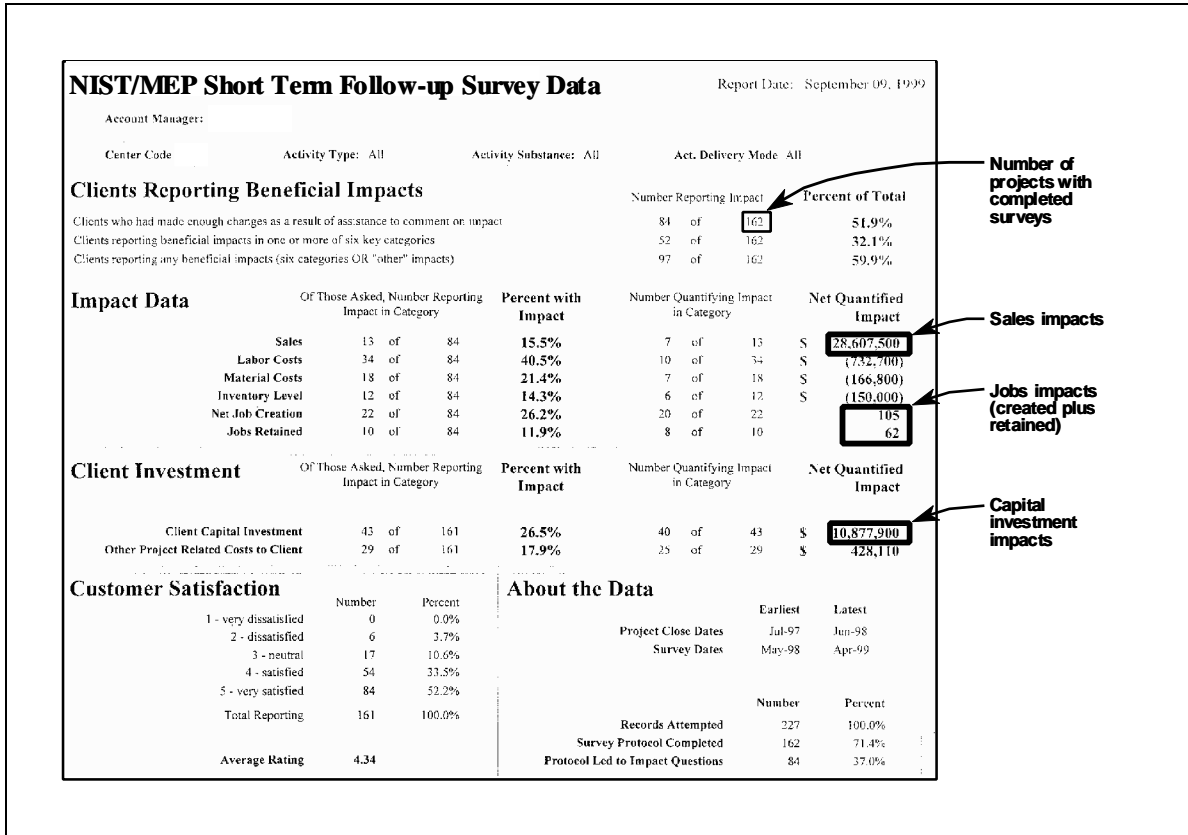 NIST/MEP Short Term Follow-up Survey Data Report Date: September 09, 1999
Account Manager:
Center Code Activity Type: All Activity Substance: All Act. Delivery Mode All
Clients Reporting Beneficial Impacts Number Reporting Impact Percent of Total
Clients who had made enough changes as a result of assistance to comment on impact 84 of 162 51.9%
Clients reporting beneficial impacts in one or more of six key categories 52 of 162 32.1%
Clients reporting any beneficial impacts (six categories OR "other" impacts) 97 of 162 59.9%
Number of
projects with
completed
surveys
Impact Data Of Those Asked, Number Reporting Percent with Number Quantifying Impact Net Quantified
Impact in Category Impact in Category Impact
Sales 13 of 84 15.5% 7 of 13 $ 28,607,500
Labor Costs 34 of 84 40.5% 10 of 34 $ (732,700)
Material Costs 18 of 84 21.4% 7 of 18 $ (166,800)
Inventory Level 12 of 84 14.3% 6 of 12 $ (150,000)
Net Job Creation 22 of 84 26.2% 20 of 22 105
Jobs Retained 10 of 84 11.9% 8 of 10 62
Sales impacts
Jobs impacts
(created plus
retained)
Client Investment Of Those Asked, Number Reporting Percent with Number Quantifying Impact Net Quantified
Impact in Category Impact in Category Impact
Client Capital Investment 43 of 161 26.5% 40 of 43 $ 10,877,900
Other Project Related Costs to Client 29 of 161 17.9% 25 of 29 $ 428,110
Capital
investment
impacts
Customer Satisfaction
Number Percent
1 - very dissatisfied 0 0.0%
2 - dissatisfied 6 3.7%
3 - neutral 17 10.6%
4 - satisfied 54 33.5%
5 - very satisfied 84 52.2%
Total Reporting 161 100.0%
Average Rating 4.34
About the Data
Earliest Latest
Project Close Dates Jul-97 Jun-98
Survey Dates May-98 Apr-99
Number Percent
Records Attempted 227 100.0%
Survey Protocol Completed 162 71.4%
Protocol Led to Impact Questions 84 37.0%